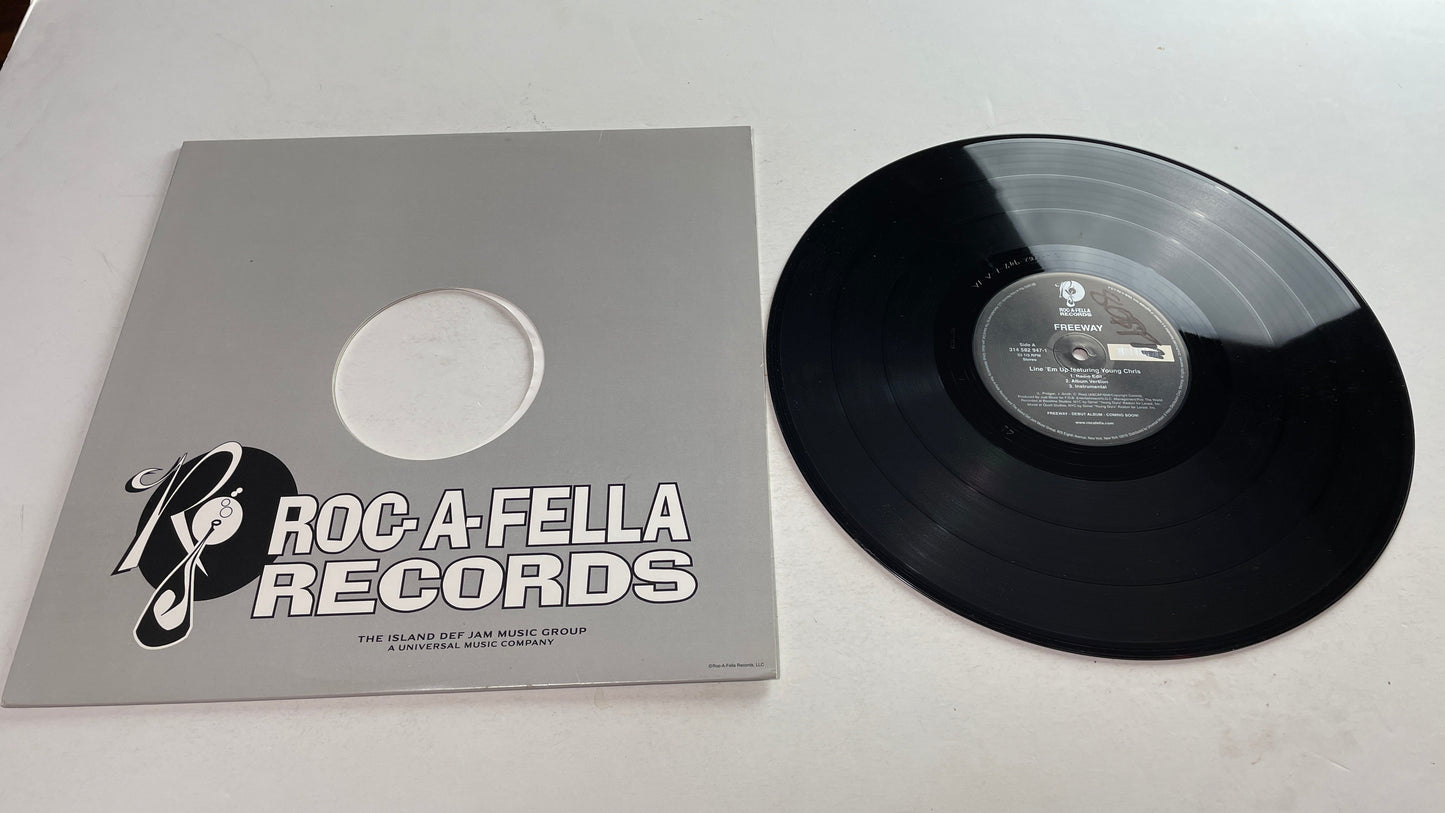 ROC-A-FELLA
RECORDS
THE ISLAND DEF JAM MUSIC GROUP
A UNIVERSAL MUSIC COMPANY
©Roc-A-Fella Records, LLC
ROC-A-FELLA
RECORDS
FREEWAY
Side A
314 582 947-1
33 1/3 RPM
Stereo
Line 'Em Up featuring Young Chris
1. Radio Edit
2. Album Version
3. Instrumental
FREEWAY - DEBUT ALBUM - COMING SOON!
www.rocafella.com